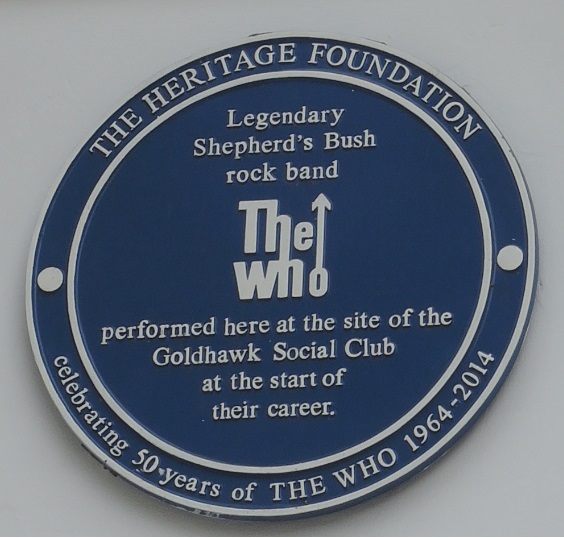 THE HERITAGE FOUNDATION
Legendary
Shepherd's Bush
rock band
The
who
performed here at the site of the
Goldhawk Social Club
at the start of
their career.
celebrating 50 years of THE WHO 1964-2014